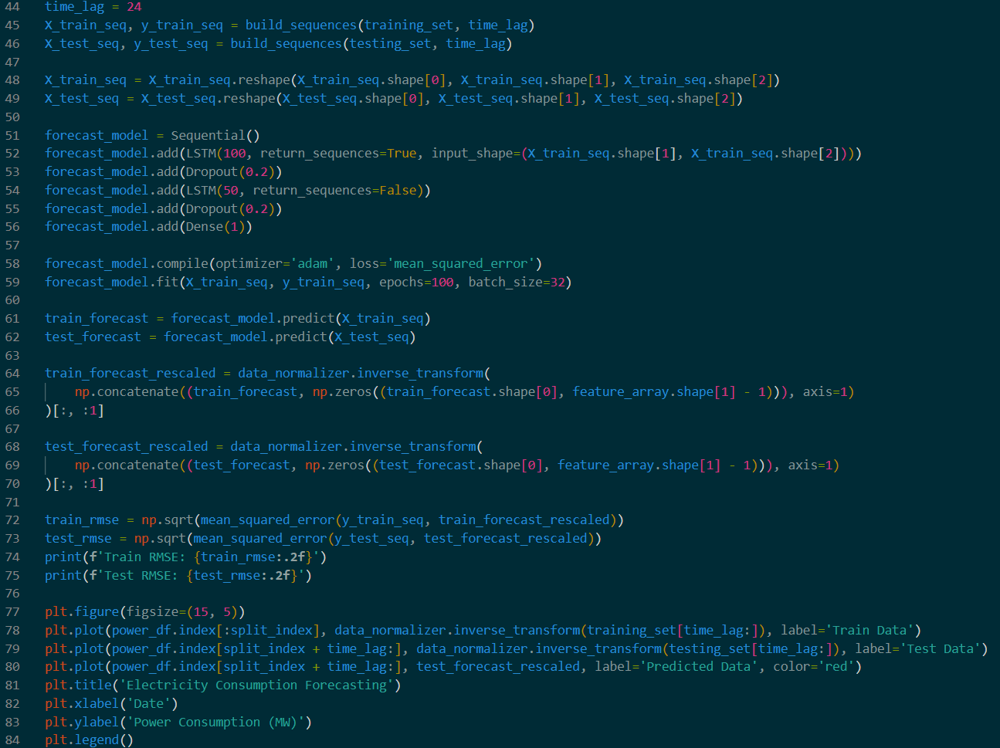 44 time_lag = 24
45 X_train_seq, y_train_seq = build_sequences(training_set, time_lag)
46 X_test_seq, y_test_seq = build_sequences(testing_set, time_lag)
47
48 X_train_seq = X_train_seq.reshape(X_train_seq.shape[0], X_train_seq.shape[1], X_train_seq.shape[2])
49 X_test_seq = X_test_seq.reshape(X_test_seq.shape[0], X_test_seq.shape[1], X_test_seq.shape[2])
50
51 forecast_model = Sequential()
52 forecast_model.add(LSTM(100, return_sequences=True, input_shape=(X_train_seq.shape[1], X_train_seq.shape[2])))
53 forecast_model.add(Dropout(0.2))
54 forecast_model.add(LSTM(50, return_sequences=False))
55 forecast_model.add(Dropout(0.2))
56 forecast_model.add(Dense(1))
57
58 forecast_model.compile(optimizer='adam', loss='mean_squared_error')
59 forecast_model.fit(X_train_seq, y_train_seq, epochs=100, batch_size=32)
60
61 train_forecast = forecast_model.predict(X_train_seq)
62 test_forecast = forecast_model.predict(X_test_seq)
63
64 train_forecast_rescaled = data_normalizer.inverse_transform(
65     np.concatenate((train_forecast, np.zeros((train_forecast.shape[0], feature_array.shape[1] - 1))), axis=1)
66 )[:, :1]
67
68 test_forecast_rescaled = data_normalizer.inverse_transform(
69     np.concatenate((test_forecast, np.zeros((test_forecast.shape[0], feature_array.shape[1] - 1))), axis=1)
70 )[:, :1]
71
72 train_rmse = np.sqrt(mean_squared_error(y_train_seq, train_forecast_rescaled))
73 test_rmse = np.sqrt(mean_squared_error(y_test_seq, test_forecast_rescaled))
74 print(f'Train RMSE: {train_rmse:.2f}')
75 print(f'Test RMSE: {test_rmse:.2f}')
76
77 plt.figure(figsize=(15, 5))
78 plt.plot(power_df.index[:split_index], data_normalizer.inverse_transform(training_set[time_lag:]), label='Train Data')
79 plt.plot(power_df.index[split_index + time_lag:], data_normalizer.inverse_transform(testing_set[time_lag:]), label='Test Data')
80 plt.plot(power_df.index[split_index + time_lag:], test_forecast_rescaled, label='Predicted Data', color='red')
81 plt.title('Electricity Consumption Forecasting')
82 plt.xlabel('Date')
83 plt.ylabel('Power Consumption (MW)')
84 plt.legend()